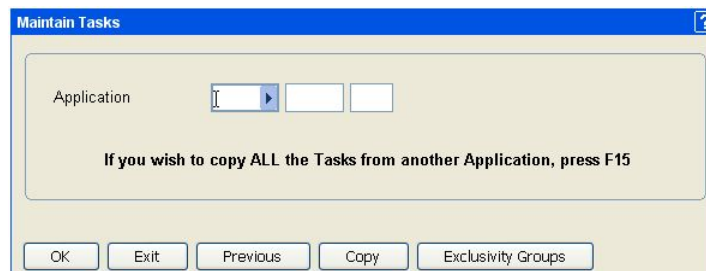 Maintain Tasks ?
Application
If you wish to copy ALL the Tasks from another Application, press F15
OK Exit Previous Copy Exclusivity Groups